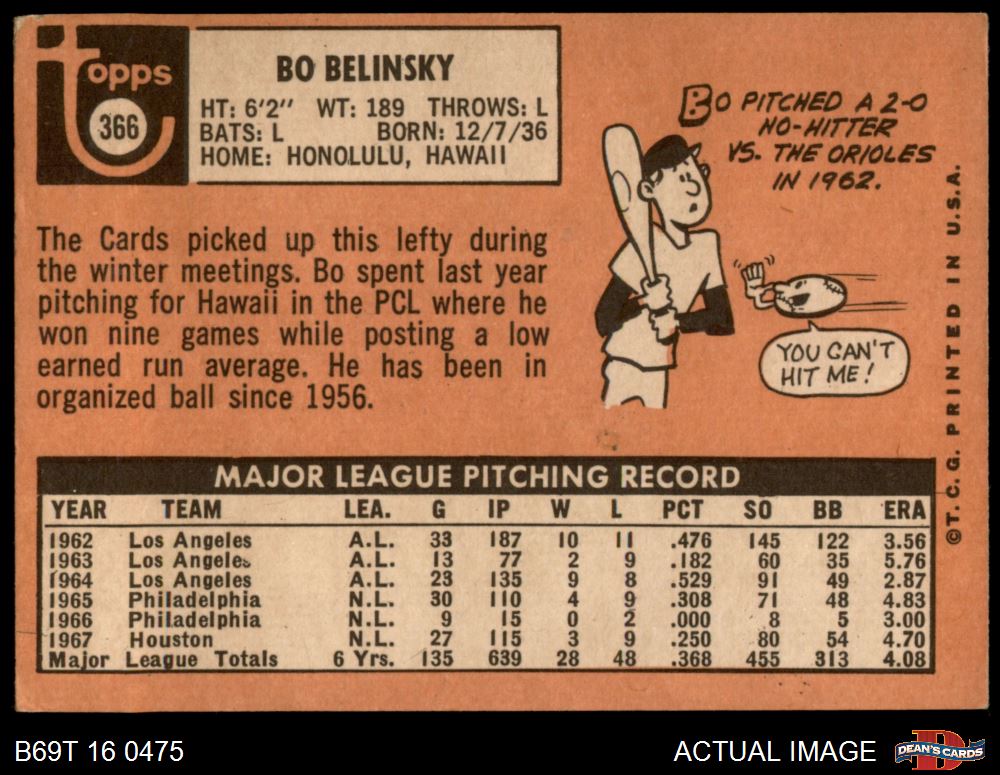 topps
366
BO BELINSKY
HT: 6'2" WT: 189 THROWS: L
BATS: L BORN: 12/7/36
HOME: HONOLULU, HAWAII
BO PITCHED A 2-0
NO-HITTER
VS. THE ORIOLES
IN 1962.
YOU CAN'T
HIT ME!
The Cards picked up this lefty during
the winter meetings. Bo spent last year
pitching for Hawaii in the PCL where he
won nine games while posting a low
earned run average. He has been in
organized ball since 1956.
©T.C.G. PRINTED IN U.S.A.
MAJOR LEAGUE PITCHING RECORD
YEAR TEAM LEA. G IP W L PCT SO BB ERA
1962 Los Angeles A.L. 33 187 10 11 .476 145 122 3.56
1963 Los Angeles A.L. 13 77 2 9 .182 60 35 5.76
1964 Los Angeles A.L. 23 135 9 8 .529 91 49 2.87
1965 Philadelphia N.L. 30 110 4 9 .308 71 48 4.83
1966 Philadelphia N.L. 9 15 0 2 .000 8 5 3.00
1967 Houston N.L. 27 115 3 9 .250 80 54 4.70
Major League Totals 6 Yrs. 135 639 28 48 .368 455 313 4.08
B69T 16 0475
ACTUAL IMAGE
DEAN'S CARDS